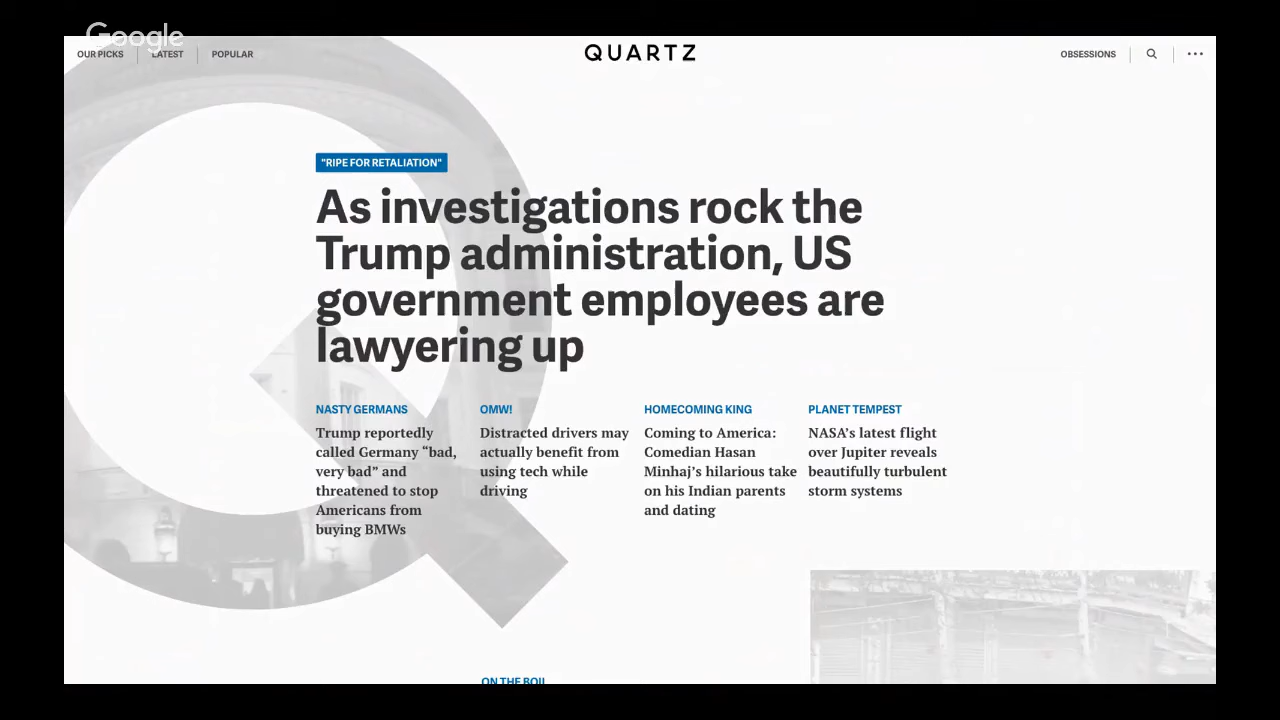 Google
OUR PICKS
LATEST
POPULAR
QUARTZ
OBSESSIONS
"RIPE FOR RETALIATION"
As investigations rock the
Trump administration, US
government employees are
lawyering up
NASTY GERMANS
Trump reportedly
called Germany “bad,
very bad” and
threatened to stop
Americans from
buying BMWs
OMW!
Distracted drivers may
actually benefit from
using tech while
driving
HOMECOMING KING
Coming to America:
Comedian Hasan
Minhaj’s hilarious take
on his Indian parents
and dating
PLANET TEMPEST
NASA’s latest flight
over Jupiter reveals
beautifully turbulent
storm systems
ON THE BOIL